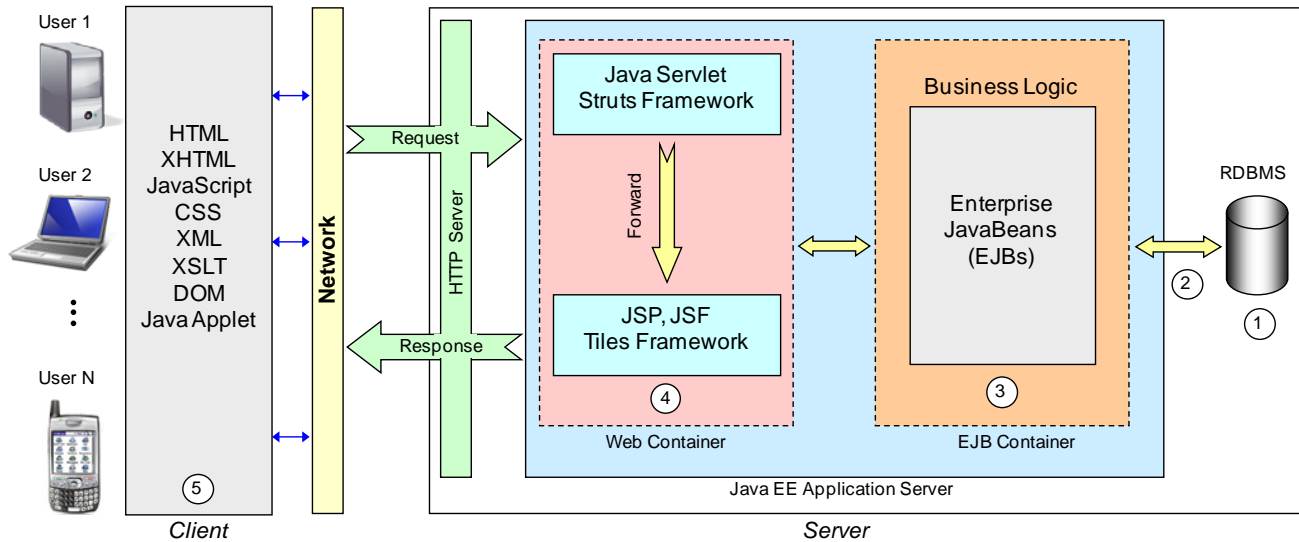 User 1
User 2
User N
HTML
XHTML
JavaScript
CSS
XML
XSLT
DOM
Java Applet
5
Client
Network
Request
Response
HTTP Server
Java Servlet
Struts Framework
Forward
JSP, JSF
Tiles Framework
4
Web Container
Business Logic
Enterprise
JavaBeans
(EJBs)
3
EJB Container
Java EE Application Server
2
RDBMS
1
Server